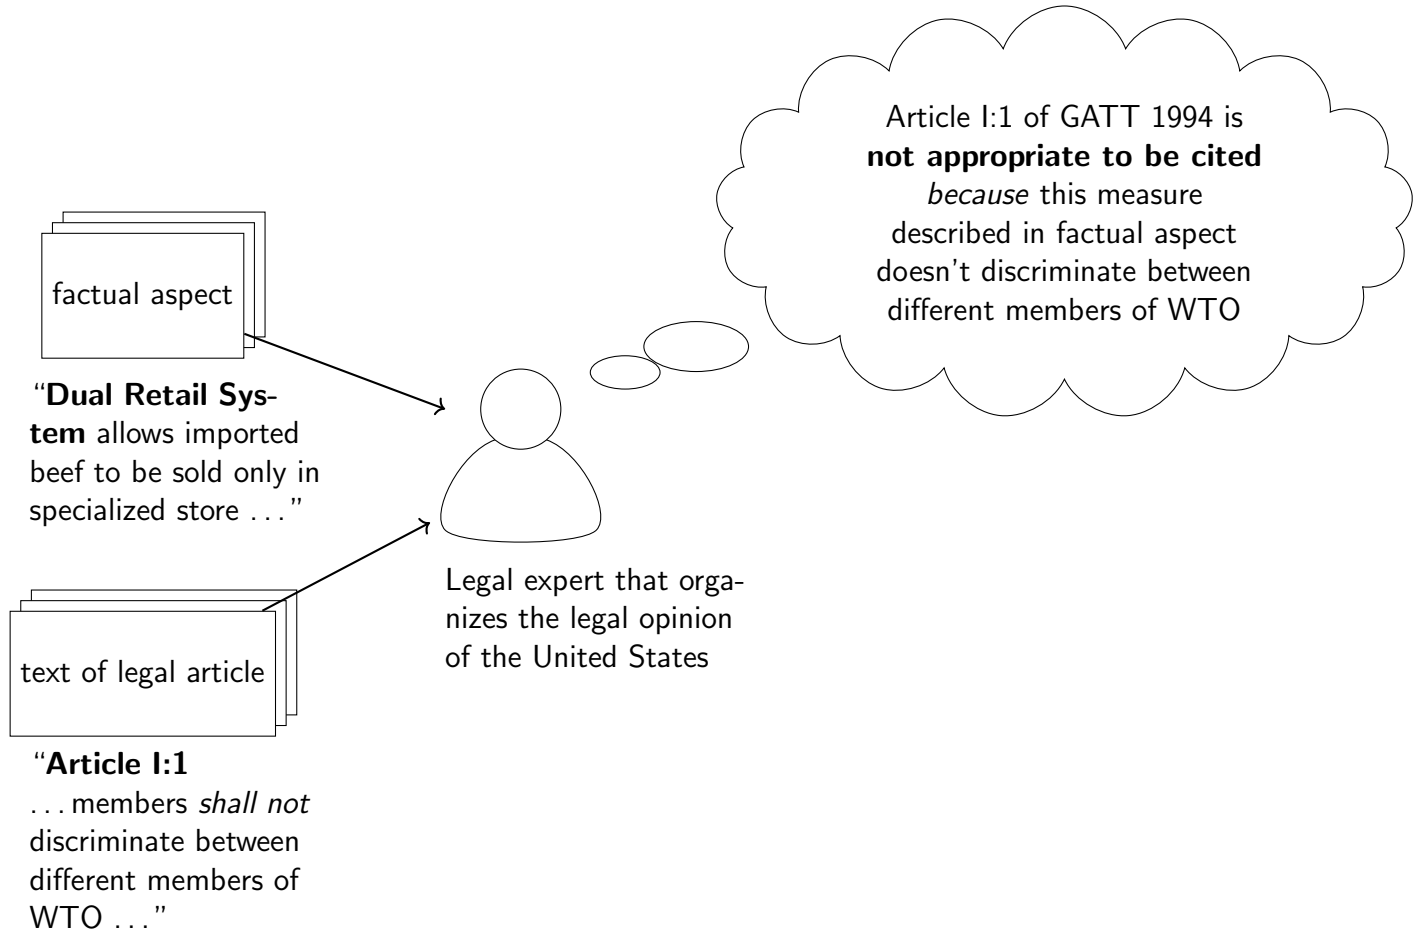 factual aspect
“Dual Retail Sys-
tem allows imported
beef to be sold only in
specialized store ...”
text of legal article
“Article I:1
... members shall not
discriminate between
different members of
WTO ...”
Legal expert that orga-
nizes the legal opinion
of the United States
Article I:1 of GATT 1994 is
not appropriate to be cited
because this measure
described in factual aspect
doesn't discriminate between
different members of WTO